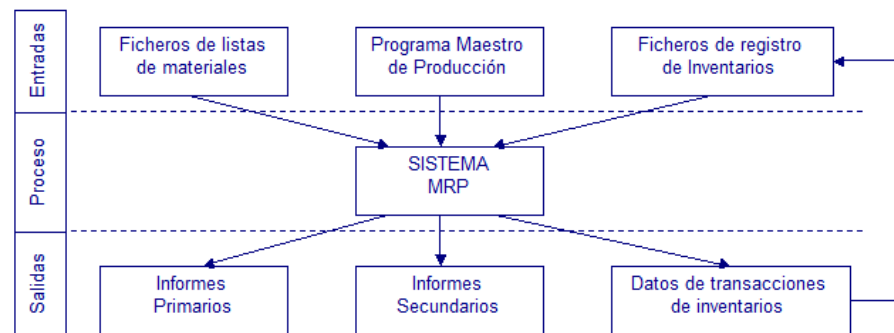 Entradas
Ficheros de listas
de materiales
Programa Maestro
de Producción
Ficheros de registro
de Inventarios
Proceso
SISTEMA
MRP
Salidas
Informes
Primarios
Informes
Secundarios
Datos de transacciones
de inventarios